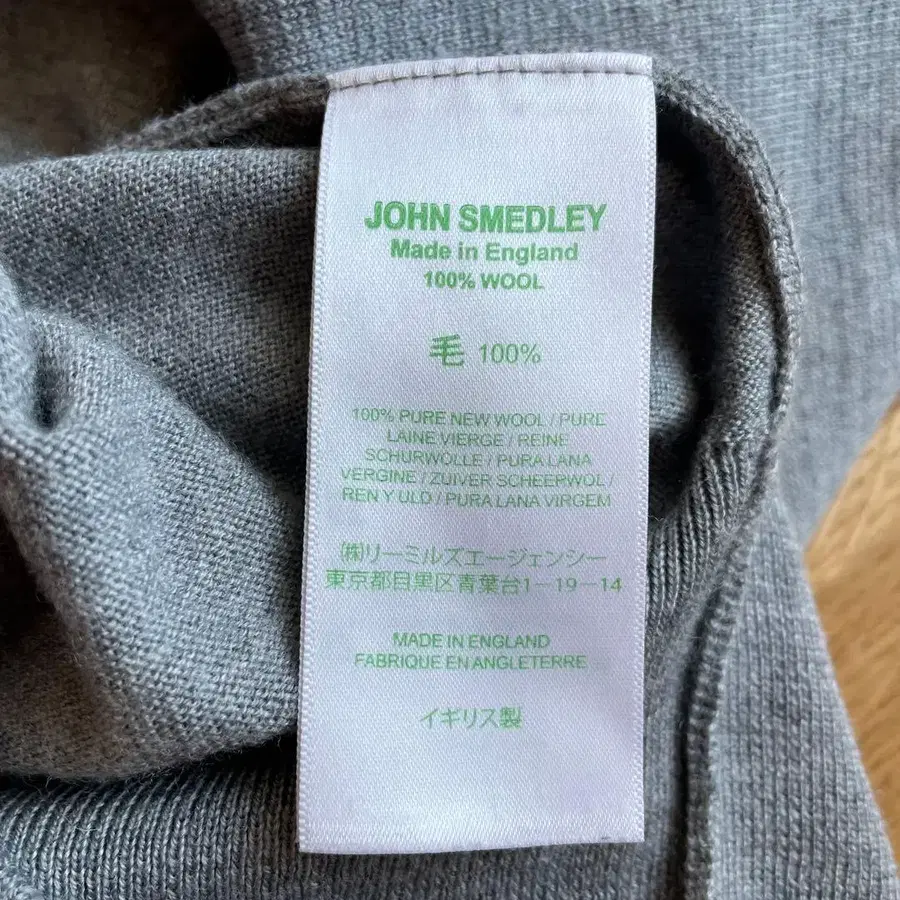 JOHN SMEDLEY
Made in England
100% WOOL
毛 100%
100% PURE NEW WOOL / PURE
LAINE VIERGE / REINE
SCHURWOLLE / PURA LANA
VERGINE / ZUIVER SCHEERWOL /
REN Y ULD / PURA LANA VIRGEM
㈱リーミルズエージェンシー
東京都目黒区青葉台1-19-14
MADE IN ENGLAND
FABRIQUE EN ANGLETERRE
イギリス製